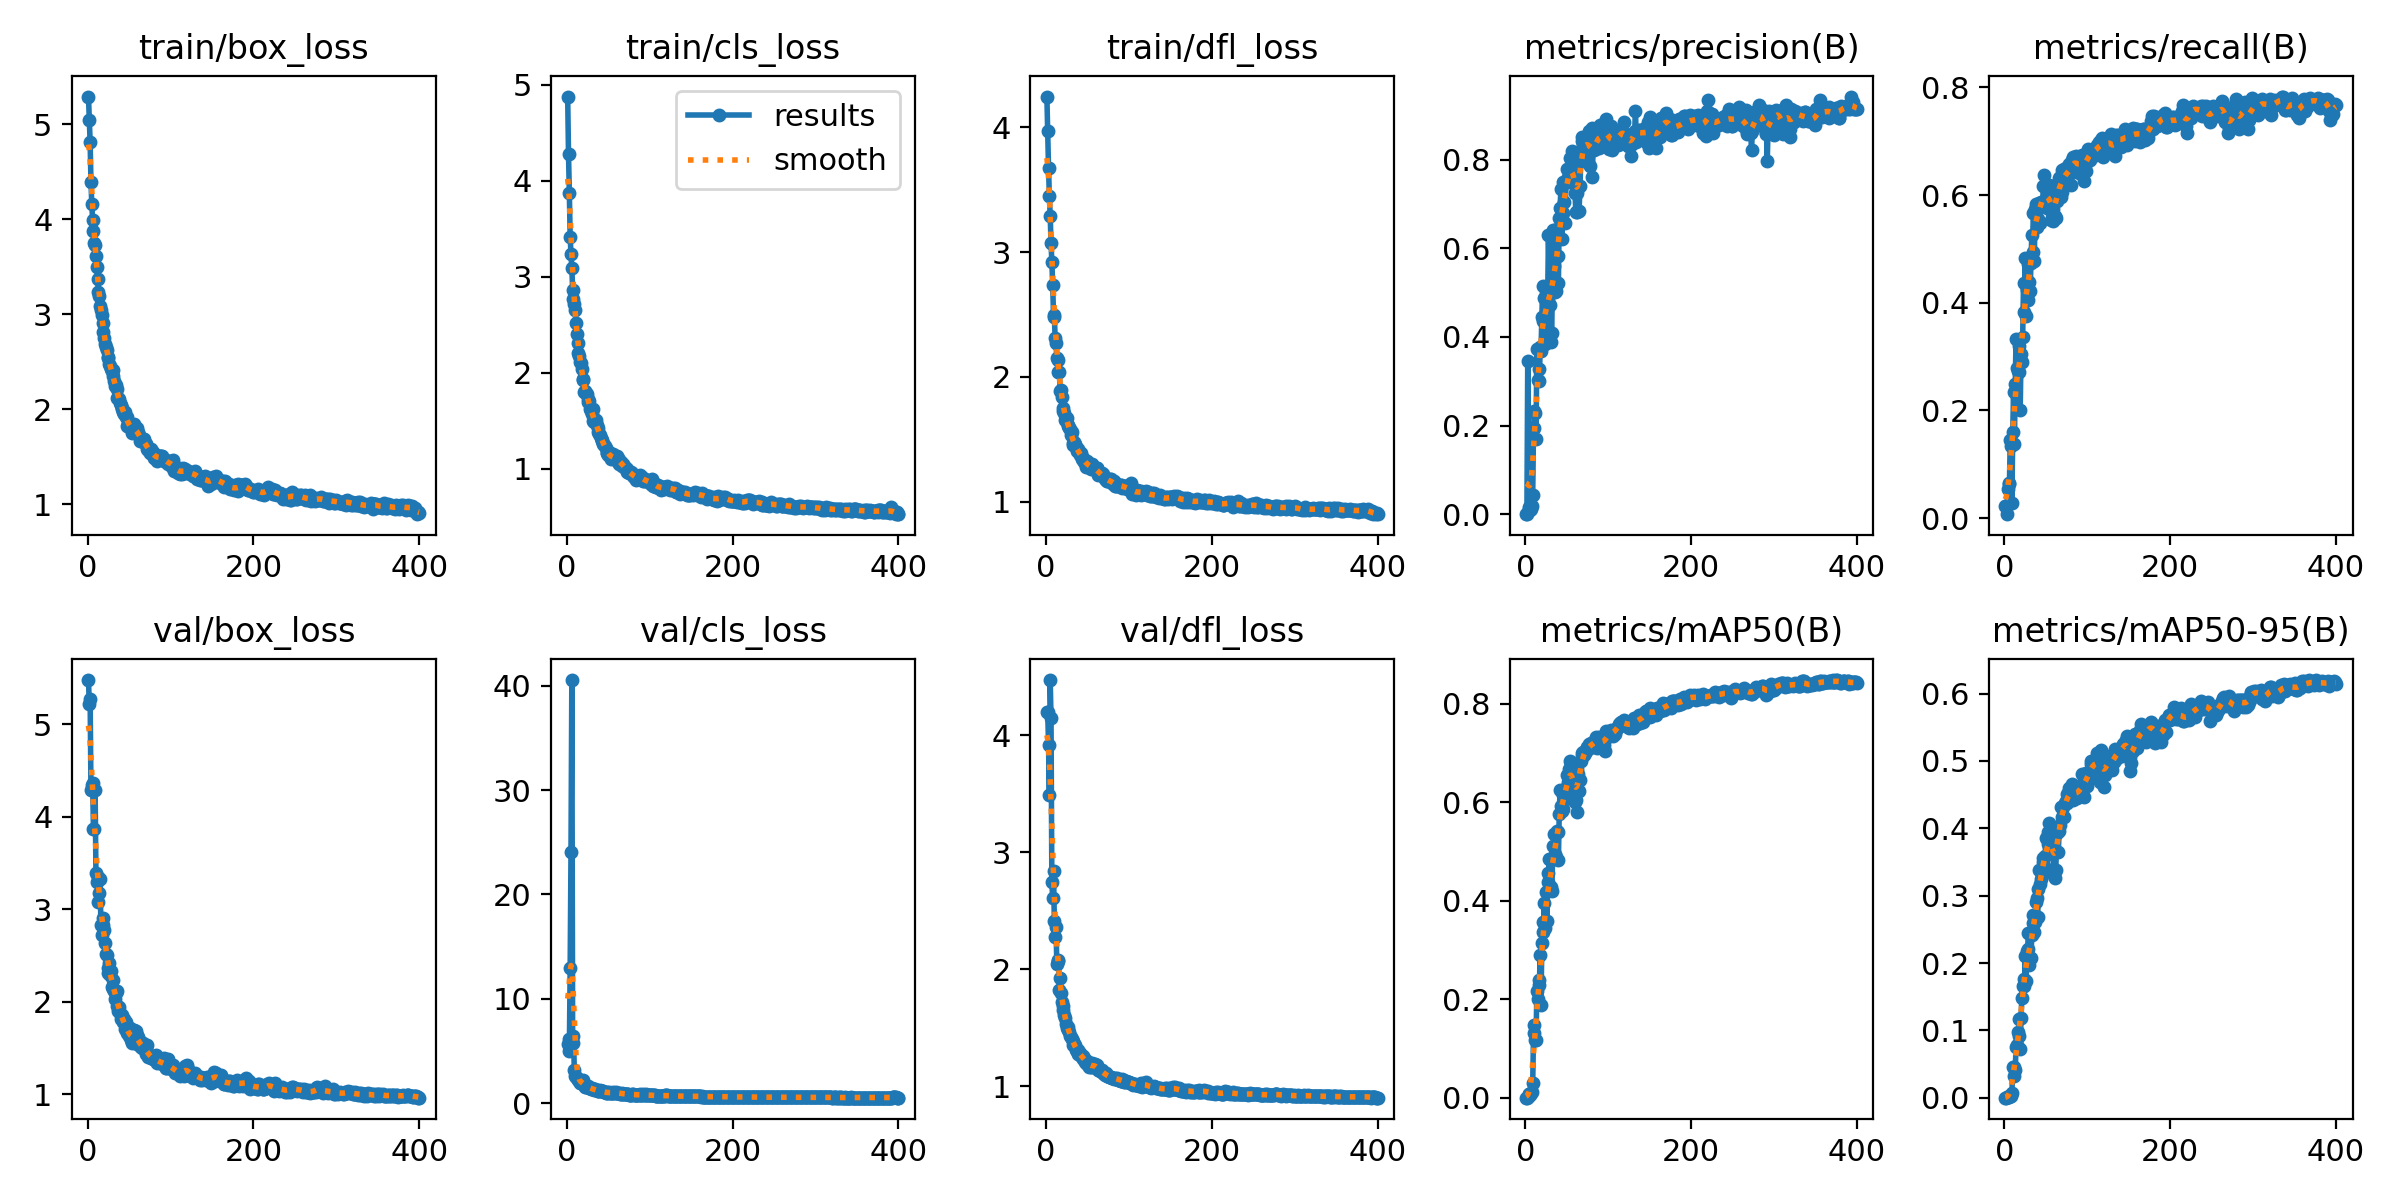 train/box_loss
5
4
3
2
1
0 200 400
train/cls_loss
results
smooth
5
4
3
2
1
0 200 400
train/dfl_loss
4
3
2
1
0 200 400
metrics/precision(B)
0.8
0.6
0.4
0.2
0.0
0 200 400
metrics/recall(B)
0.8
0.6
0.4
0.2
0.0
0 200 400
val/box_loss
5
4
3
2
1
0 200 400
val/cls_loss
40
30
20
10
0
0 200 400
val/dfl_loss
4
3
2
1
0 200 400
metrics/mAP50(B)
0.8
0.6
0.4
0.2
0.0
0 200 400
metrics/mAP50-95(B)
0.6
0.5
0.4
0.3
0.2
0.1
0.0
0 200 400